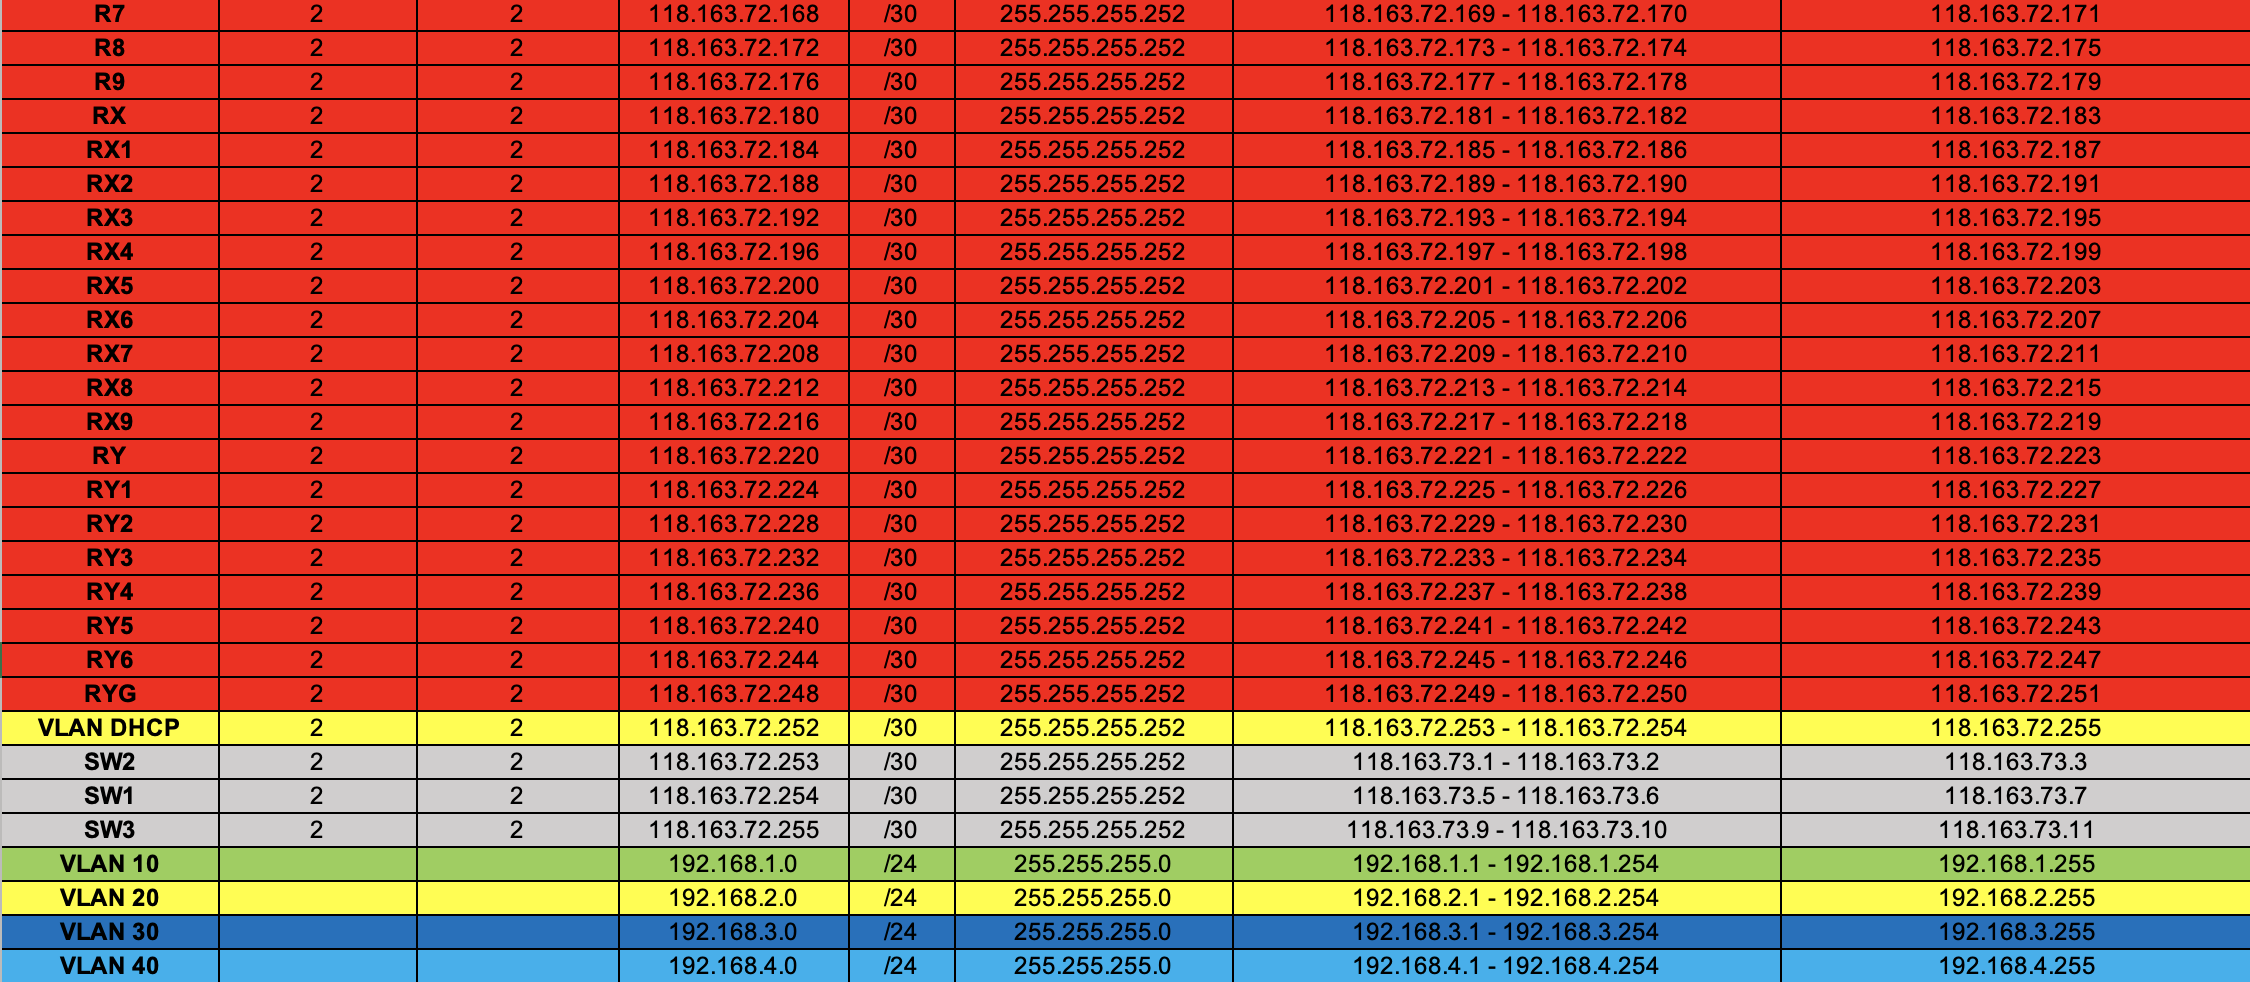 R7 2 2 118.163.72.168 /30 255.255.255.252 118.163.72.169 - 118.163.72.170 118.163.72.171
R8 2 2 118.163.72.172 /30 255.255.255.252 118.163.72.173 - 118.163.72.174 118.163.72.175
R9 2 2 118.163.72.176 /30 255.255.255.252 118.163.72.177 - 118.163.72.178 118.163.72.179
RX 2 2 118.163.72.180 /30 255.255.255.252 118.163.72.181 - 118.163.72.182 118.163.72.183
RX1 2 2 118.163.72.184 /30 255.255.255.252 118.163.72.185 - 118.163.72.186 118.163.72.187
RX2 2 2 118.163.72.188 /30 255.255.255.252 118.163.72.189 - 118.163.72.190 118.163.72.191
RX3 2 2 118.163.72.192 /30 255.255.255.252 118.163.72.193 - 118.163.72.194 118.163.72.195
RX4 2 2 118.163.72.196 /30 255.255.255.252 118.163.72.197 - 118.163.72.198 118.163.72.199
RX5 2 2 118.163.72.200 /30 255.255.255.252 118.163.72.201 - 118.163.72.202 118.163.72.203
RX6 2 2 118.163.72.204 /30 255.255.255.252 118.163.72.205 - 118.163.72.206 118.163.72.207
RX7 2 2 118.163.72.208 /30 255.255.255.252 118.163.72.209 - 118.163.72.210 118.163.72.211
RX8 2 2 118.163.72.212 /30 255.255.255.252 118.163.72.213 - 118.163.72.214 118.163.72.215
RX9 2 2 118.163.72.216 /30 255.255.255.252 118.163.72.217 - 118.163.72.218 118.163.72.219
RY 2 2 118.163.72.220 /30 255.255.255.252 118.163.72.221 - 118.163.72.222 118.163.72.223
RY1 2 2 118.163.72.224 /30 255.255.255.252 118.163.72.225 - 118.163.72.226 118.163.72.227
RY2 2 2 118.163.72.228 /30 255.255.255.252 118.163.72.229 - 118.163.72.230 118.163.72.231
RY3 2 2 118.163.72.232 /30 255.255.255.252 118.163.72.233 - 118.163.72.234 118.163.72.235
RY4 2 2 118.163.72.236 /30 255.255.255.252 118.163.72.237 - 118.163.72.238 118.163.72.239
RY5 2 2 118.163.72.240 /30 255.255.255.252 118.163.72.241 - 118.163.72.242 118.163.72.243
RY6 2 2 118.163.72.244 /30 255.255.255.252 118.163.72.245 - 118.163.72.246 118.163.72.247
RYG 2 2 118.163.72.248 /30 255.255.255.252 118.163.72.249 - 118.163.72.250 118.163.72.251
VLAN DHCP 2 2 118.163.72.252 /30 255.255.255.252 118.163.72.253 - 118.163.72.254 118.163.72.255
SW2 2 2 118.163.72.253 /30 255.255.255.252 118.163.73.1 - 118.163.73.2 118.163.73.3
SW1 2 2 118.163.72.254 /30 255.255.255.252 118.163.73.5 - 118.163.73.6 118.163.73.7
SW3 2 2 118.163.72.255 /30 255.255.255.252 118.163.73.9 - 118.163.73.10 118.163.73.11
VLAN 10 192.168.1.0 /24 255.255.255.0 192.168.1.1 - 192.168.1.254 192.168.1.255
VLAN 20 192.168.2.0 /24 255.255.255.0 192.168.2.1 - 192.168.2.254 192.168.2.255
VLAN 30 192.168.3.0 /24 255.255.255.0 192.168.3.1 - 192.168.3.254 192.168.3.255
VLAN 40 192.168.4.0 /24 255.255.255.0 192.168.4.1 - 192.168.4.254 192.168.4.255